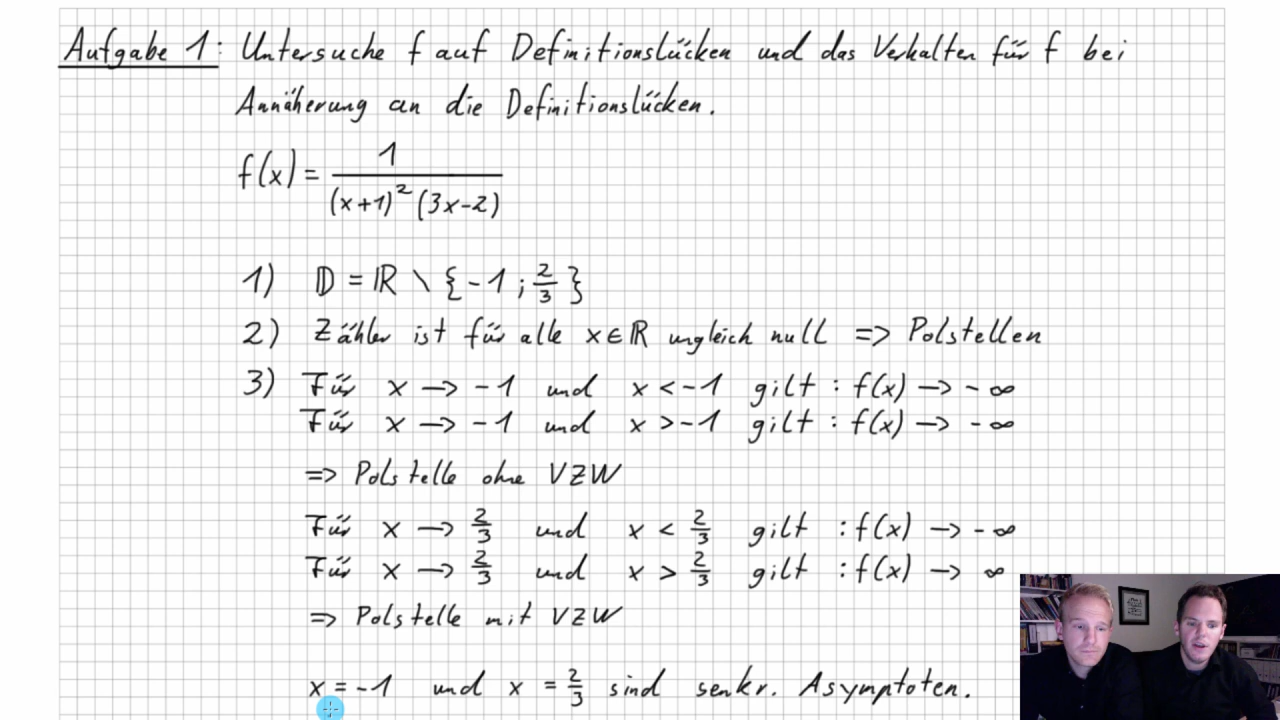 Aufgabe 1: Untersuche f auf Definitionslücken und das Verhalten für f bei
Annäherung an die Definitionslücken.
f(x) = 1 / (x+1)² (3x-2)
1) 𝔻 = ℝ \ {-1 ; 2/3}
2) Zähler ist für alle x∈ℝ ungleich null => Polstellen
3) Für x → -1 und x < -1 gilt : f(x) → -∞
Für x → -1 und x > -1 gilt : f(x) → -∞
=> Polstelle ohne VZW
Für x → 2/3 und x < 2/3 gilt : f(x) → -∞
Für x → 2/3 und x > 2/3 gilt : f(x) → ∞
=> Polstelle mit VZW
x = -1 und x = 2/3 sind senkr. Asymptoten.